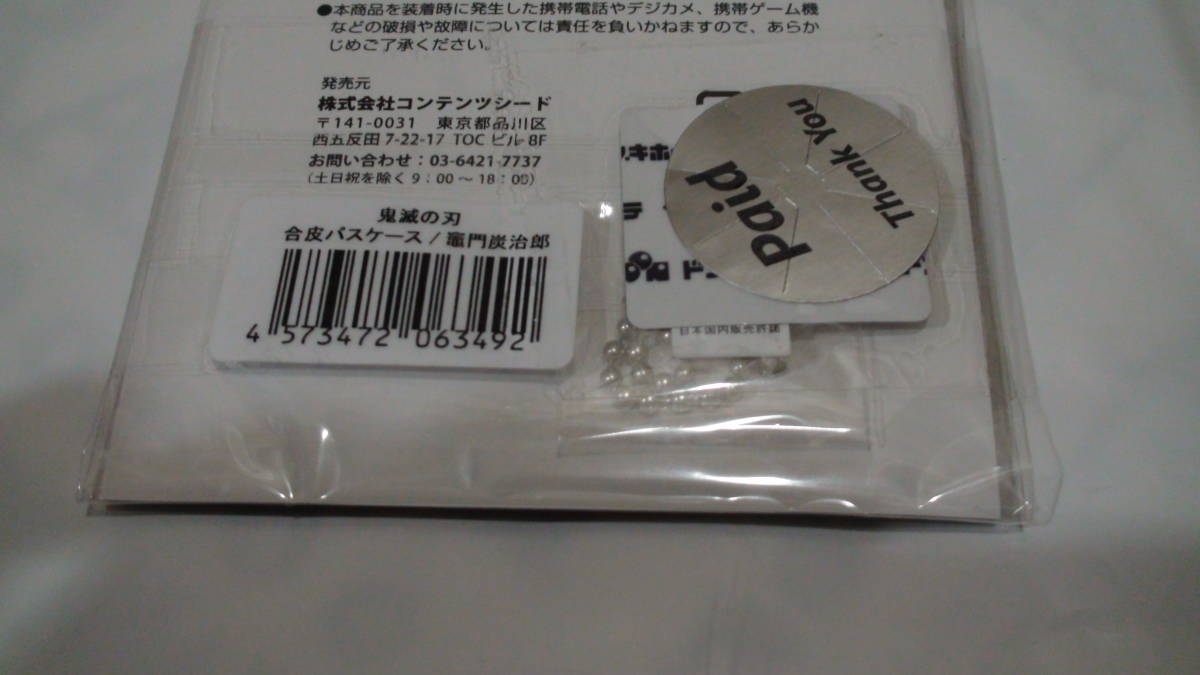 ●本商品を装着時に発生した携帯電話やデジカメ、携帯ゲーム機
などの破損や故障については責任を負いかねますので、あらか
じめご了承ください。
発売元
株式会社コンテンツシード
〒141-0031 東京都品川区
西五反田 7-22-17 TOC ビル 8F
お問い合わせ：03-6421-7737
（土日祝を除く 9：00～18：00）
鬼滅の刃
合皮パスケース / 竈門炭治郎
4 573472 063492
Thank You
Paid
キホ
テ
ド
日本国内販売許諾